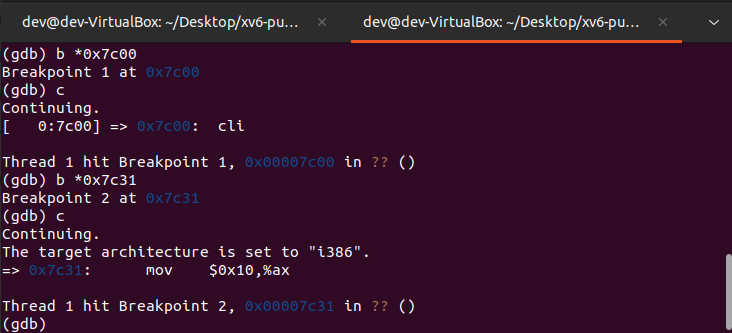 dev@dev-VirtualBox: ~/Desktop/xv6-pu... × dev@dev-VirtualBox: ~/Desktop/xv6-pu... ×
(gdb) b *0x7c00
Breakpoint 1 at 0x7c00
(gdb) c
Continuing.
[   0:7c00] => 0x7c00:  cli
Thread 1 hit Breakpoint 1, 0x00007c00 in ?? ()
(gdb) b *0x7c31
Breakpoint 2 at 0x7c31
(gdb) c
Continuing.
The target architecture is set to "i386".
=> 0x7c31:      mov    $0x10,%ax
Thread 1 hit Breakpoint 2, 0x00007c31 in ?? ()
(gdb)